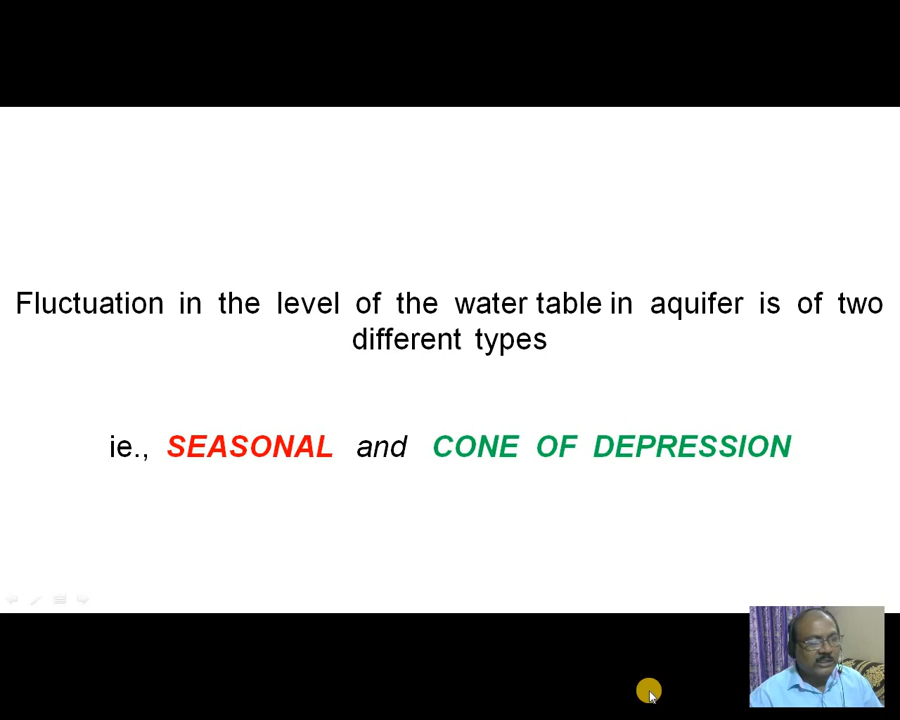 Fluctuation in the level of the water table in aquifer is of two
different types
ie., SEASONAL and CONE OF DEPRESSION